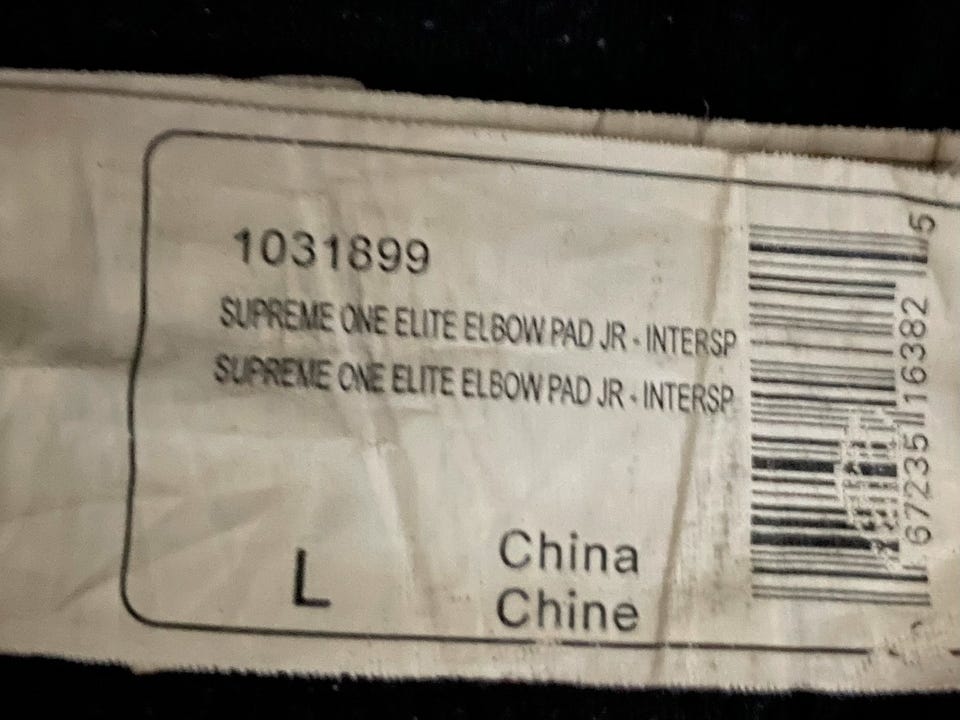 1031899
SUPREME ONE ELITE ELBOW PAD JR - INTERSP
SUPREME ONE ELITE ELBOW PAD JR - INTERSP
L
China
Chine
67235 16382 5